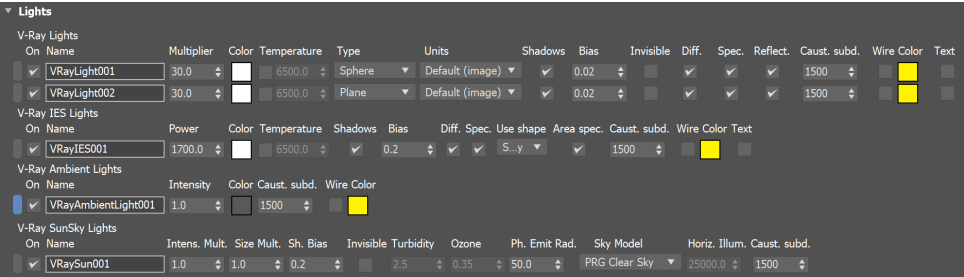 Lights
V-Ray Lights
On Name Multiplier Color Temperature Type Units Shadows Bias Invisible Diff. Spec. Reflect. Caust. subd. Wire Color Text
VRayLight001 30.0 6500.0 Sphere Default (image) 0.02 1500
VRayLight002 30.0 6500.0 Plane Default (image) 0.02 1500
V-Ray IES Lights
On Name Power Color Temperature Shadows Bias Diff. Spec. Use shape Area spec. Caust. subd. Wire Color Text
VRayIES001 1700.0 6500.0 0.2 S...y 1500
V-Ray Ambient Lights
On Name Intensity Color Caust. subd. Wire Color
VRayAmbientLight001 1.0 1500
V-Ray SunSky Lights
On Name Intens. Mult. Size Mult. Sh. Bias Invisible Turbidity Ozone Ph. Emit Rad. Sky Model Horiz. Illum. Caust. subd.
VRaySun001 1.0 1.0 0.2 2.5 0.35 50.0 PRG Clear Sky 25000.0 1500